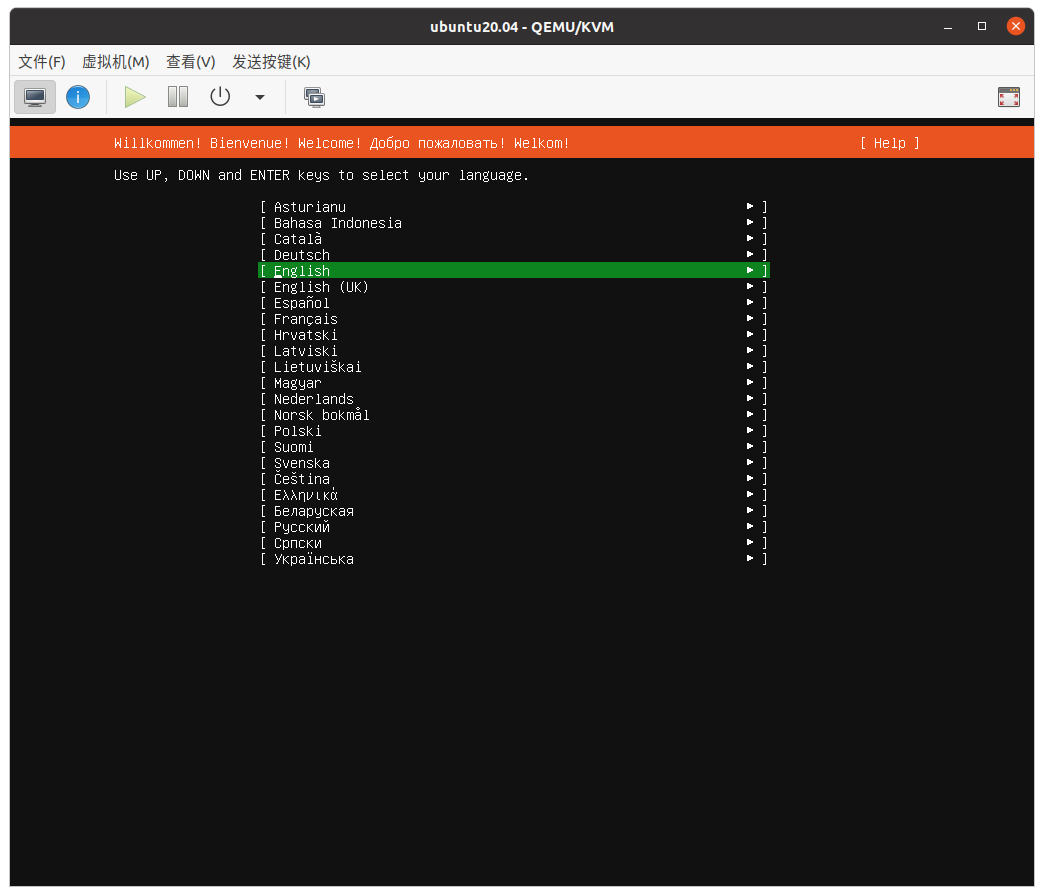 ubuntu20.04 - QEMU/KVM
文件(F) 虚拟机(M) 查看(V) 发送按键(K)
Willkommen! Bienvenue! Welcome! Добро пожаловать! Welkom! [ Help ]
Use UP, DOWN and ENTER keys to select your language.
[ Asturianu ▸ ]
[ Bahasa Indonesia ▸ ]
[ Català ▸ ]
[ Deutsch ▸ ]
[ English ▸ ]
[ English (UK) ▸ ]
[ Español ▸ ]
[ Français ▸ ]
[ Hrvatski ▸ ]
[ Latviski ▸ ]
[ Lietuviškai ▸ ]
[ Magyar ▸ ]
[ Nederlands ▸ ]
[ Norsk bokmål ▸ ]
[ Polski ▸ ]
[ Suomi ▸ ]
[ Svenska ▸ ]
[ Čeština ▸ ]
[ Ελληνικά ▸ ]
[ Беларуская ▸ ]
[ Русский ▸ ]
[ Српски ▸ ]
[ Українська ▸ ]